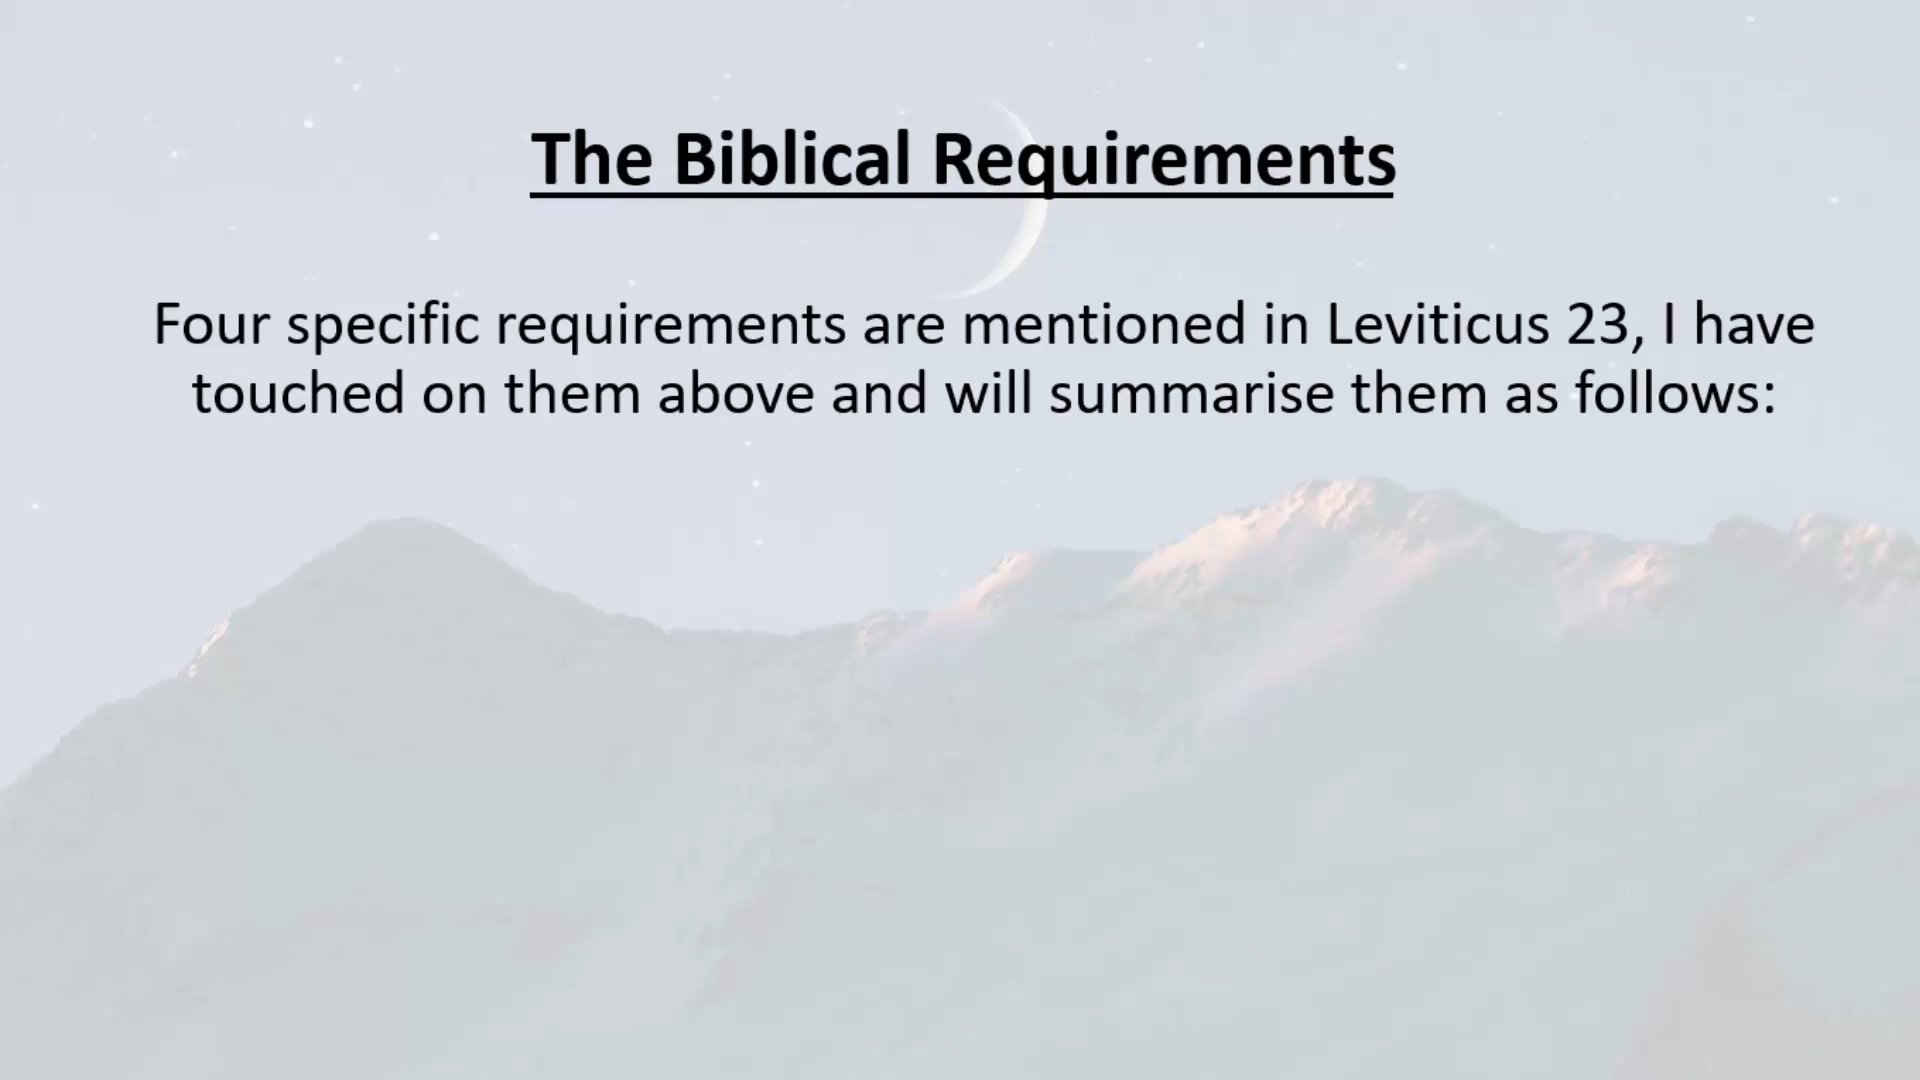 The Biblical Requirements
Four specific requirements are mentioned in Leviticus 23, I have
touched on them above and will summarise them as follows: